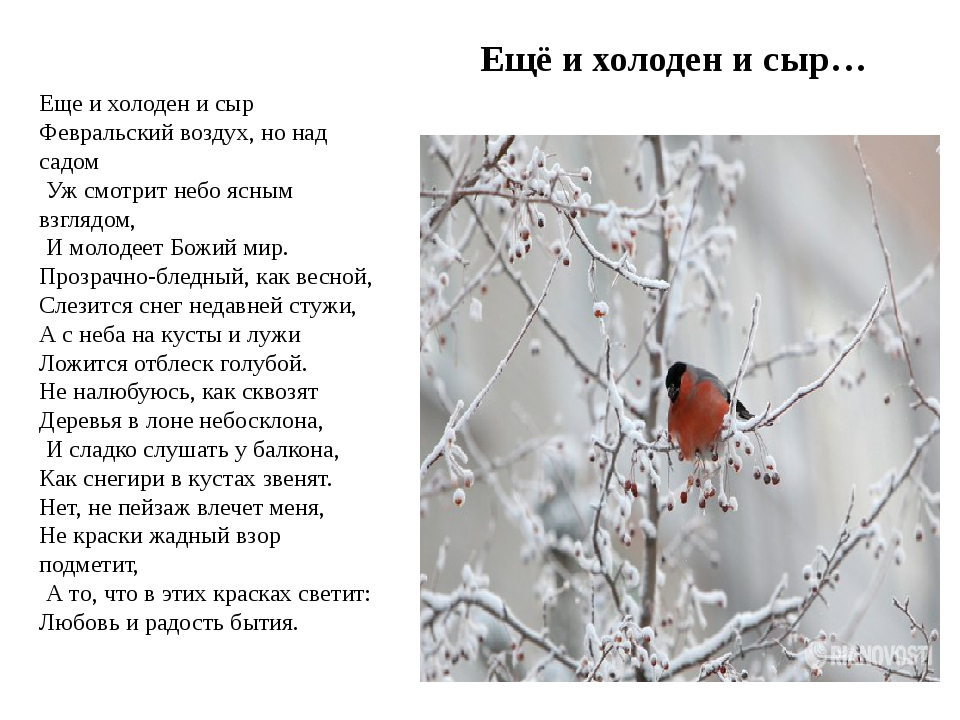 Ещё и холоден и сыр…
Еще и холоден и сыр
Февральский воздух, но над
садом
Уж смотрит небо ясным
взглядом,
И молодеет Божий мир.
Прозрачно-бледный, как весной,
Слезится снег недавней стужи,
А с неба на кусты и лужи
Ложится отблеск голубой.
Не налюбуюсь, как сквозят
Деревья в лоне небосклона,
И сладко слушать у балкона,
Как снегири в кустах звенят.
Нет, не пейзаж влечет меня,
Не краски жадный взор
подметит,
А то, что в этих красках светит:
Любовь и радость бытия.
RIANOVOSTI